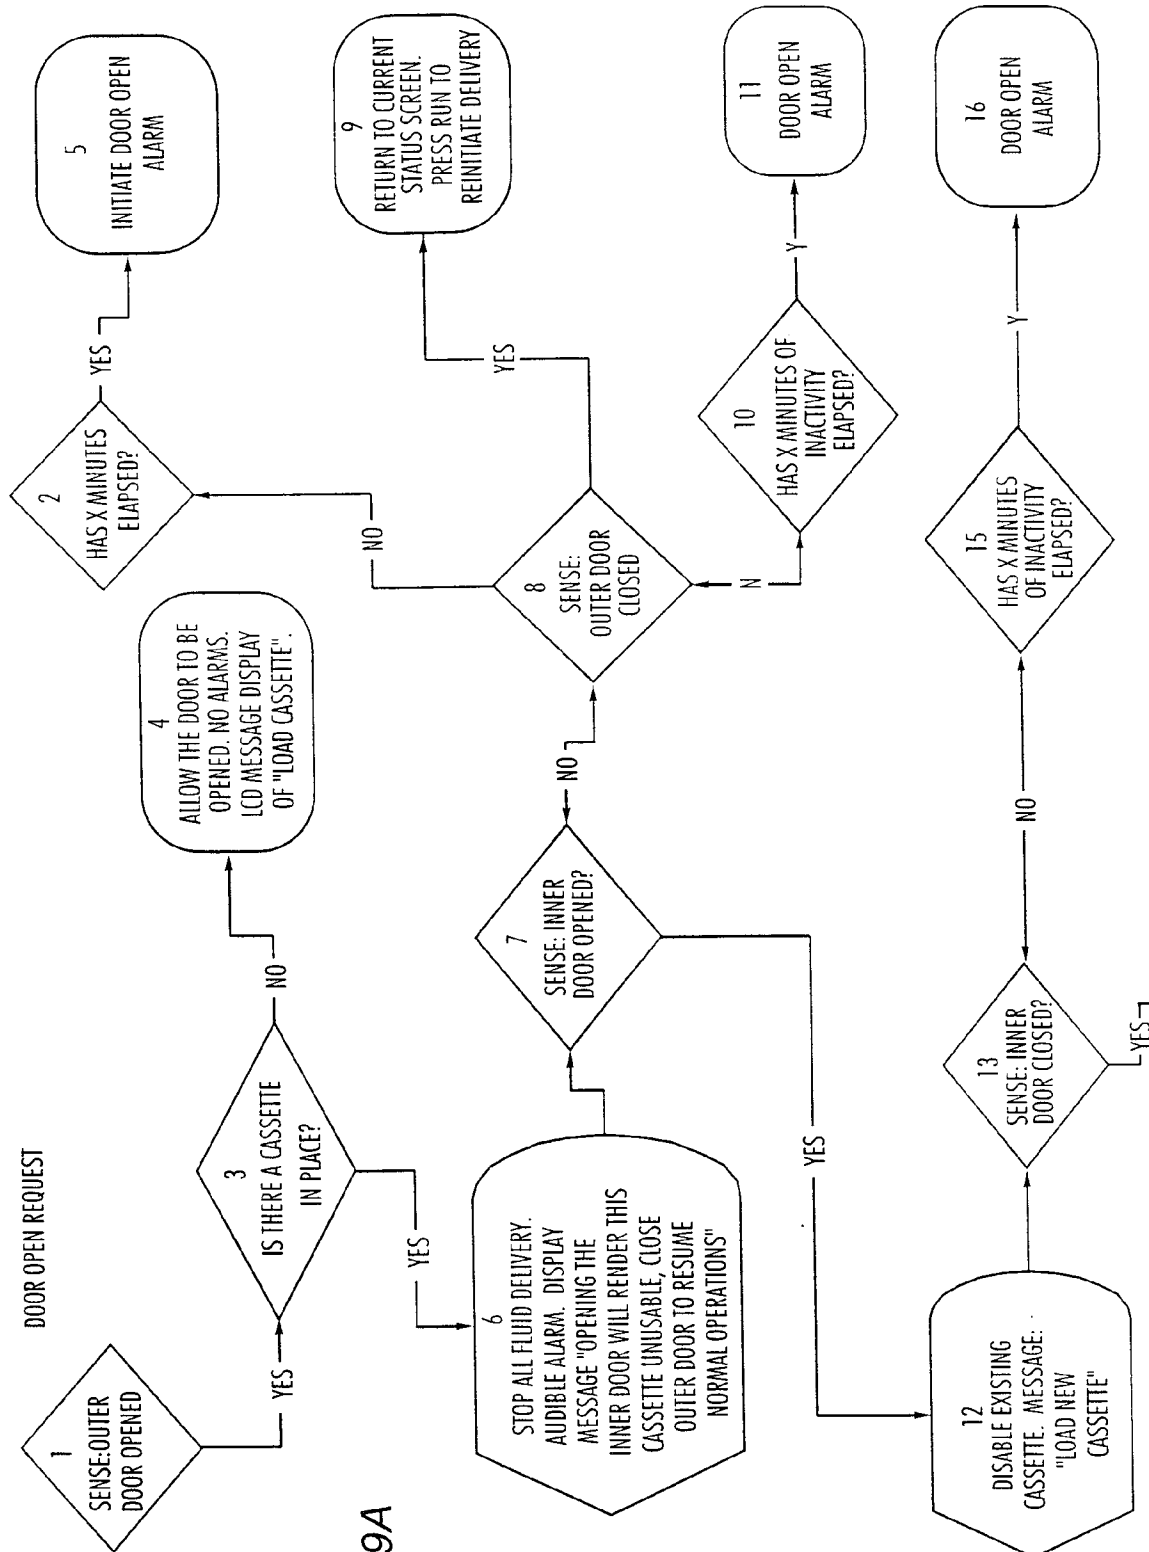 DOOR OPEN REQUEST
1
SENSE:OUTER
DOOR OPENED
YES
3
IS THERE A CASSETTE
IN PLACE?
NO
4
ALLOW THE DOOR TO BE
OPENED. NO ALARMS.
LCD MESSAGE DISPLAY
OF "LOAD CASSETTE".
2
HAS X MINUTES
ELAPSED?
YES
5
INITIATE DOOR OPEN
ALARM
YES
6
STOP ALL FLUID DELIVERY.
AUDIBLE ALARM. DISPLAY
MESSAGE "OPENING THE
INNER DOOR WILL RENDER THIS
CASSETTE UNUSABLE, CLOSE
OUTER DOOR TO RESUME
NORMAL OPERATIONS"
7
SENSE: INNER
DOOR OPENED?
NO
8
SENSE:
OUTER DOOR
CLOSED
NO
YES
9
RETURN TO CURRENT
STATUS SCREEN.
PRESS RUN TO
REINITIATE DELIVERY
N
10
HAS X MINUTES OF
INACTIVITY
ELAPSED?
Y
11
DOOR OPEN
ALARM
YES
12
DISABLE EXISTING
CASSETTE. MESSAGE:
"LOAD NEW
CASSETTE"
13
SENSE: INNER
DOOR CLOSED?
YES
NO
15
HAS X MINUTES
OF INACTIVITY
ELAPSED?
Y
16
DOOR OPEN
ALARM
9A